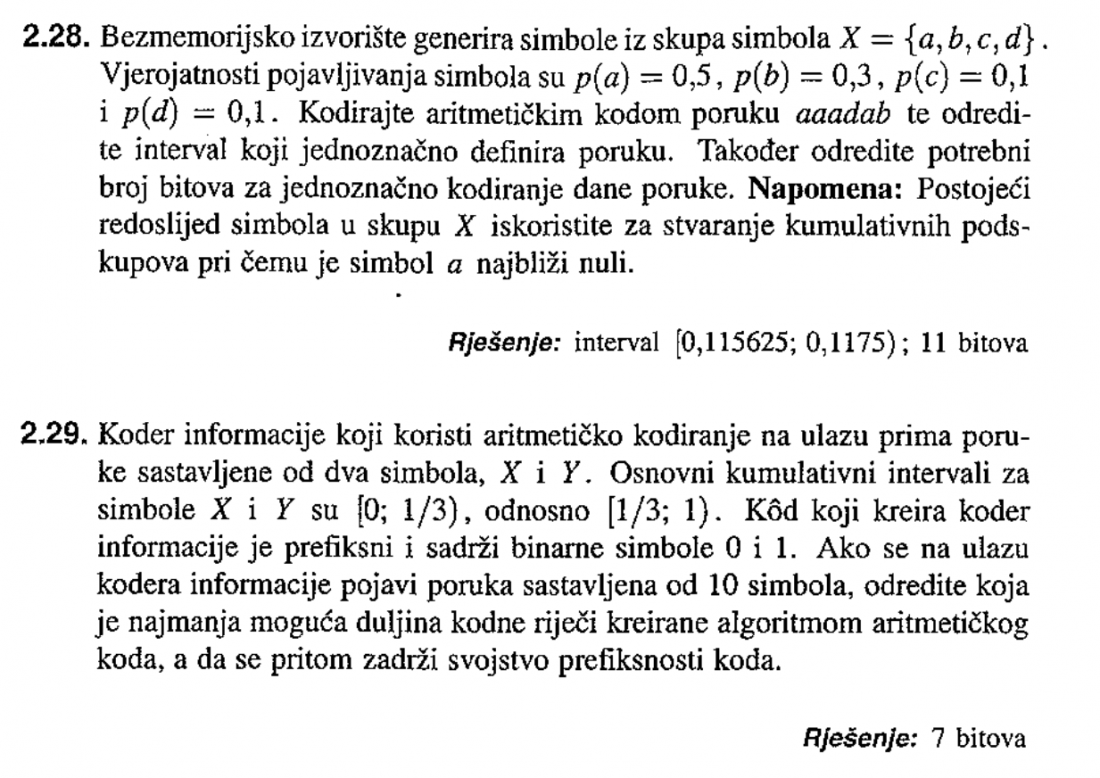 2.28. Bezmemorijsko izvorište generira simbole iz skupa simbola X = {a, b, c, d}.
Vjerojatnosti pojavljivanja simbola su p(a) = 0,5, p(b) = 0,3, p(c) = 0,1
i p(d) = 0,1. Kodirajte aritmetičkim kodom poruku aaadab te odredi-
te interval koji jednoznačno definira poruku. Također odredite potrebni
broj bitova za jednoznačno kodiranje dane poruke. Napomena: Postojeći
redoslijed simbola u skupu X iskoristite za stvaranje kumulativnih pods-
kupova pri čemu je simbol a najbliži nuli.
Rješenje: interval [0,115625; 0,1175); 11 bitova
2.29. Koder informacije koji koristi aritmetičko kodiranje na ulazu prima poru-
ke sastavljene od dva simbola, X i Y. Osnovni kumulativni intervali za
simbole X i Y su [0; 1/3), odnosno [1/3; 1). Kôd koji kreira koder
informacije je prefiksni i sadrži binarne simbole 0 i 1. Ako se na ulazu
kodera informacije pojavi poruka sastavljena od 10 simbola, odredite koja
je najmanja moguća duljina kodne riječi kreirane algoritmom aritmetičkog
koda, a da se pritom zadrži svojstvo prefiksnosti koda.
Rješenje: 7 bitova